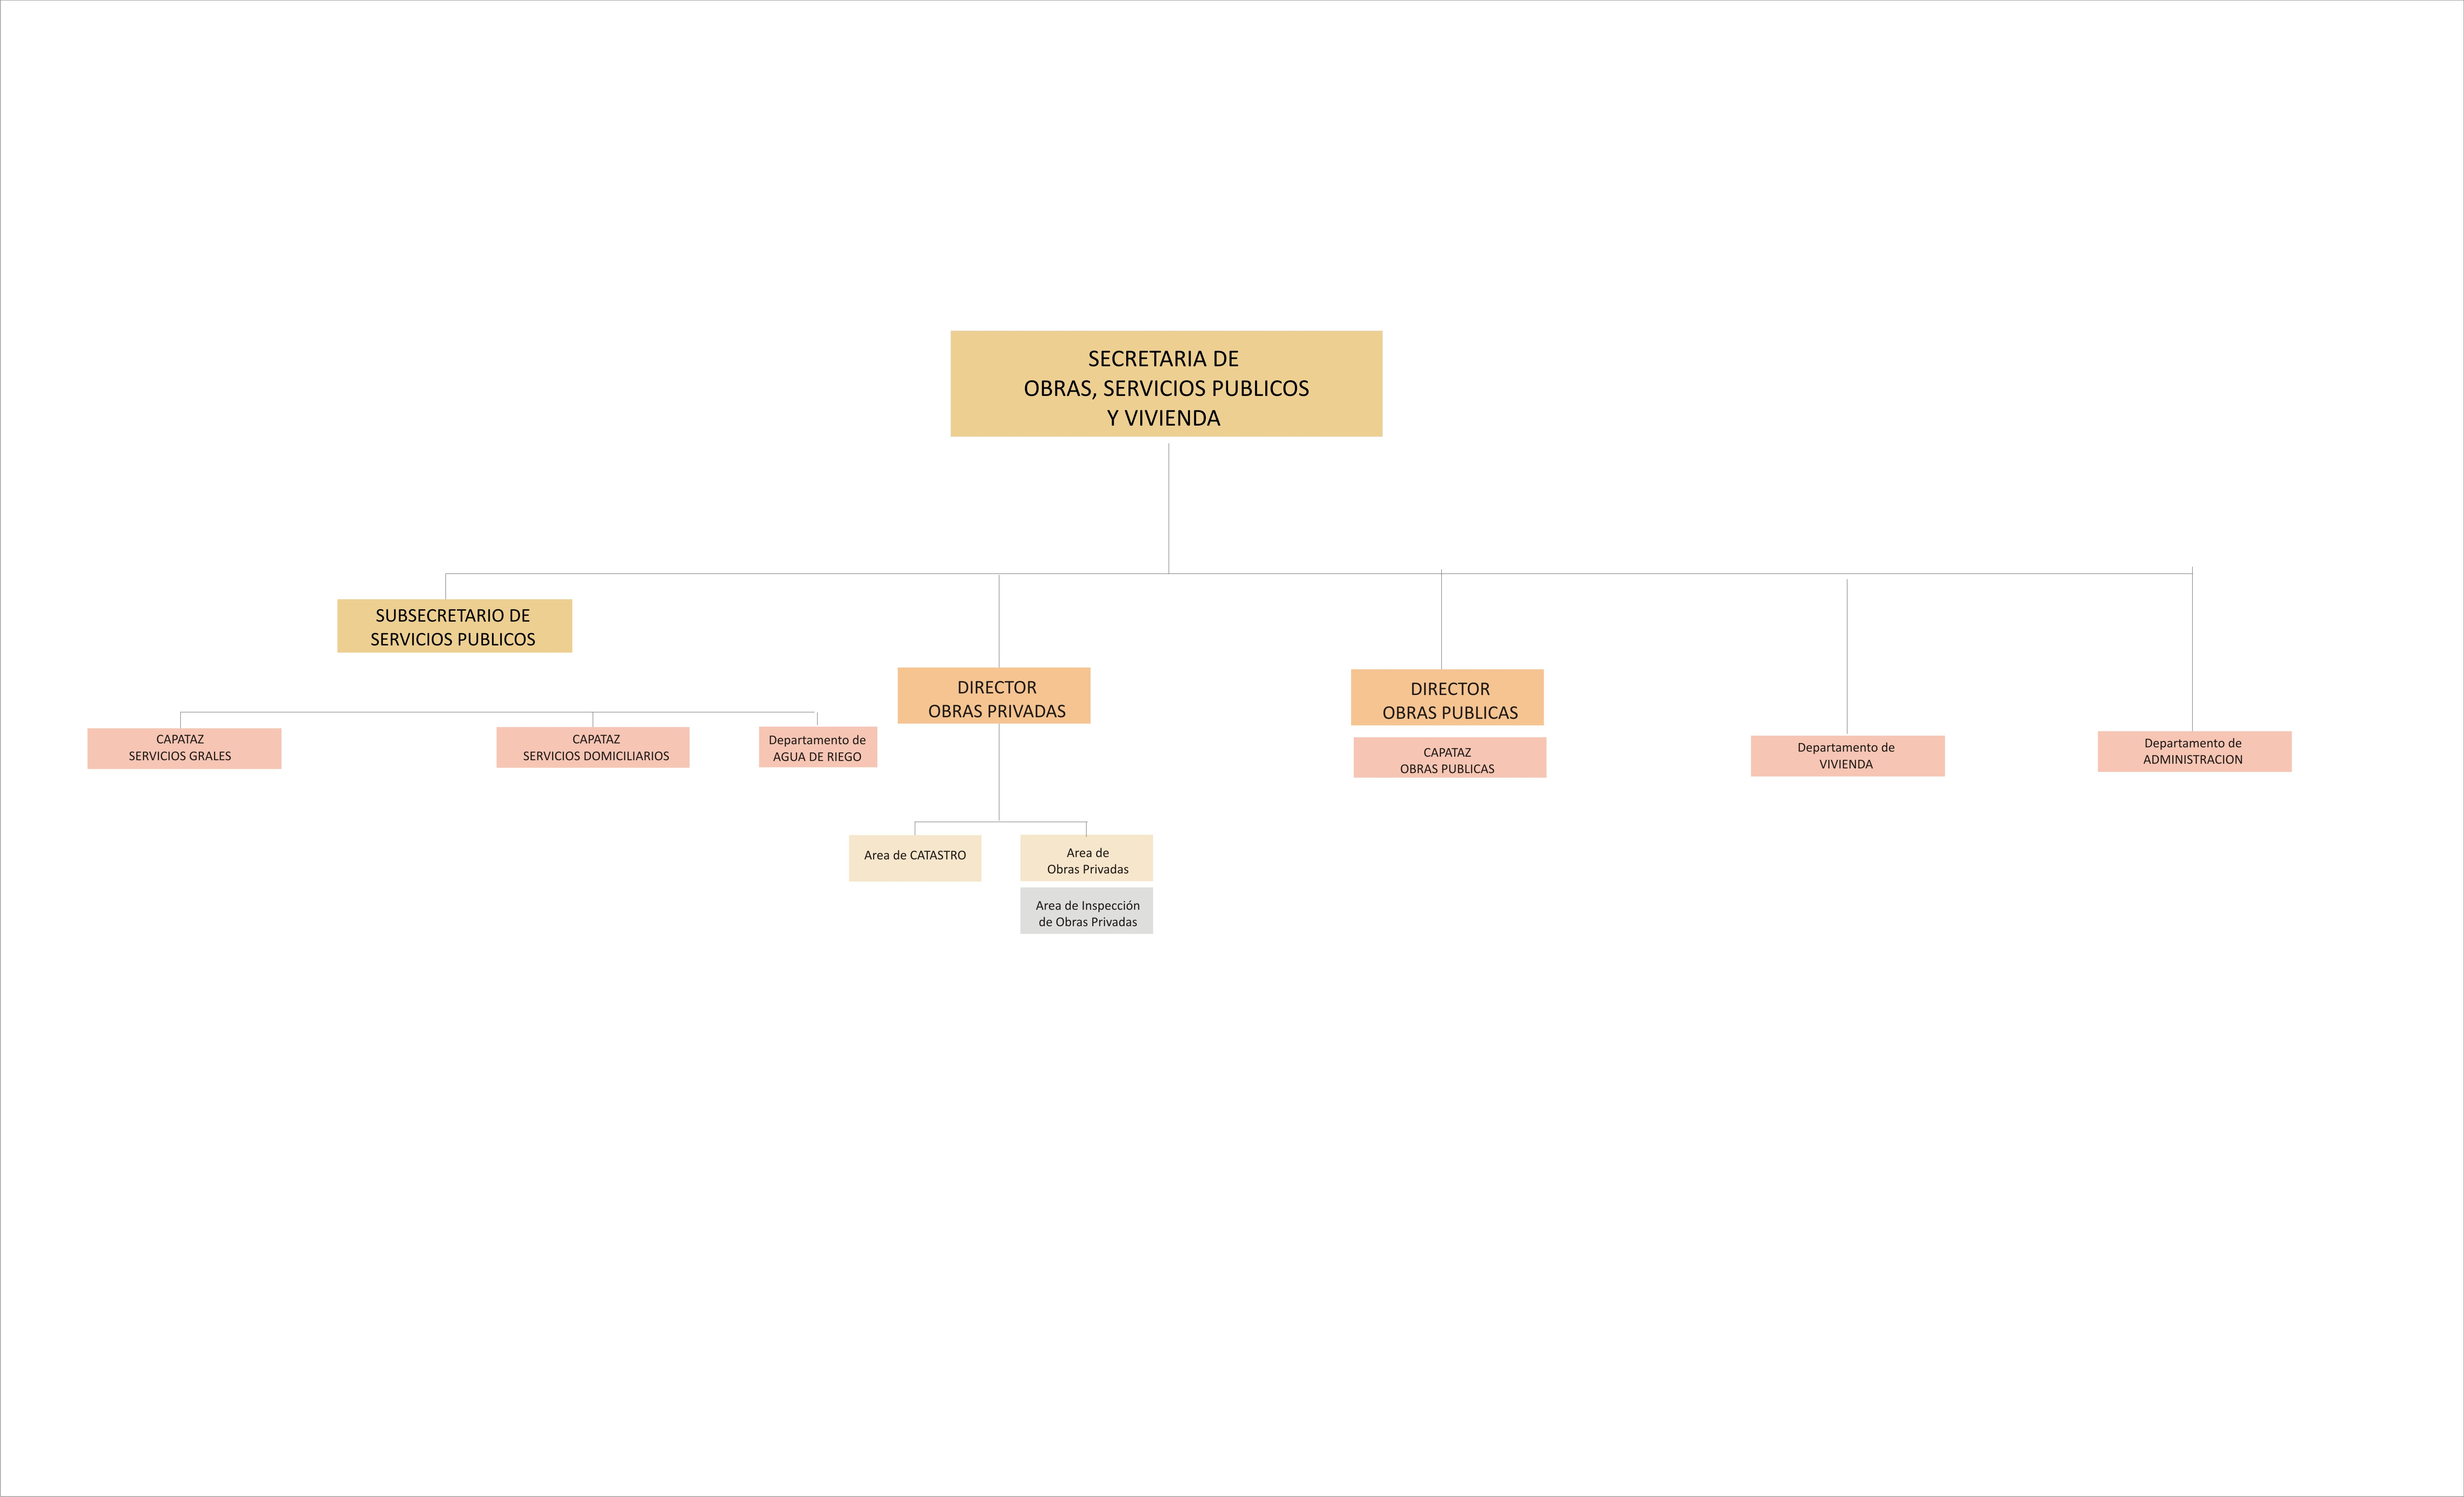 SECRETARIA DE
OBRAS, SERVICIOS PUBLICOS
Y VIVIENDA
SUBSECRETARIO DE
SERVICIOS PUBLICOS
DIRECTOR
OBRAS PRIVADAS
DIRECTOR
OBRAS PUBLICAS
CAPATAZ
SERVICIOS GRALES
CAPATAZ
SERVICIOS DOMICILIARIOS
Departamento de
AGUA DE RIEGO
CAPATAZ
OBRAS PUBLICAS
Departamento de
VIVIENDA
Departamento de
ADMINISTRACION
Area de CATASTRO
Area de
Obras Privadas
Area de Inspección
de Obras Privadas